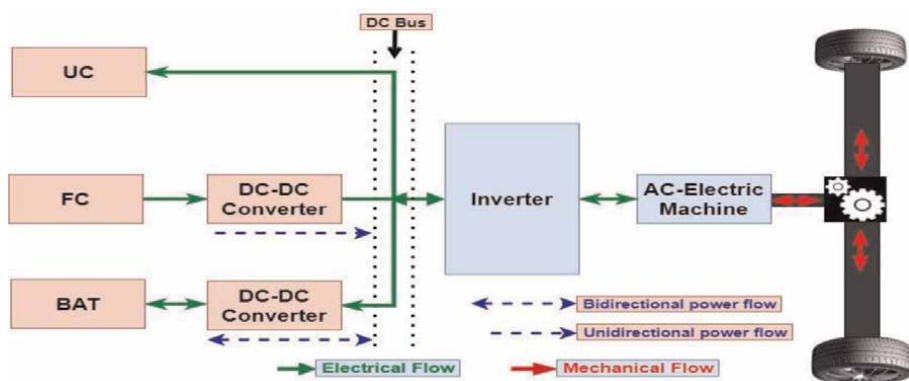 DC Bus
UC
FC
DC-DC
Converter
Inverter
AC-Electric
Machine
BAT
DC-DC
Converter
Bidirectional power flow
Unidirectional power flow
Electrical Flow
Mechanical Flow